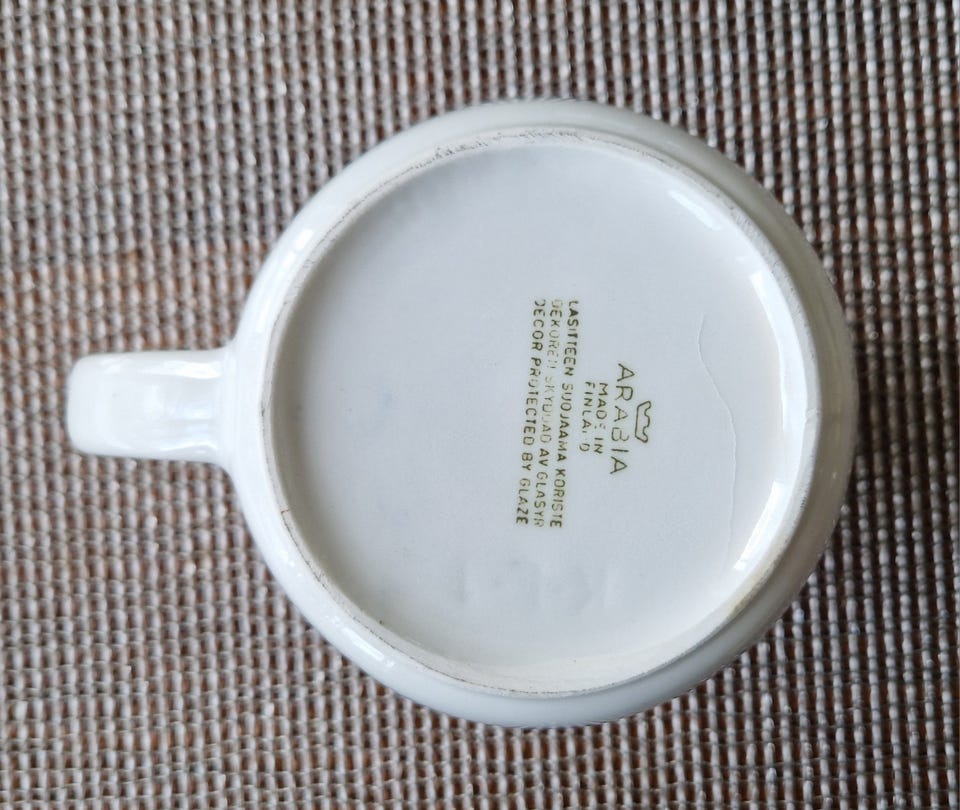 ARABIA
MADE IN
FINLAND
LASITTEEN SUOJAAMA KORISTE
DEKOREN SKYDDAD AV GLASYR
DECOR PROTECTED BY GLAZE